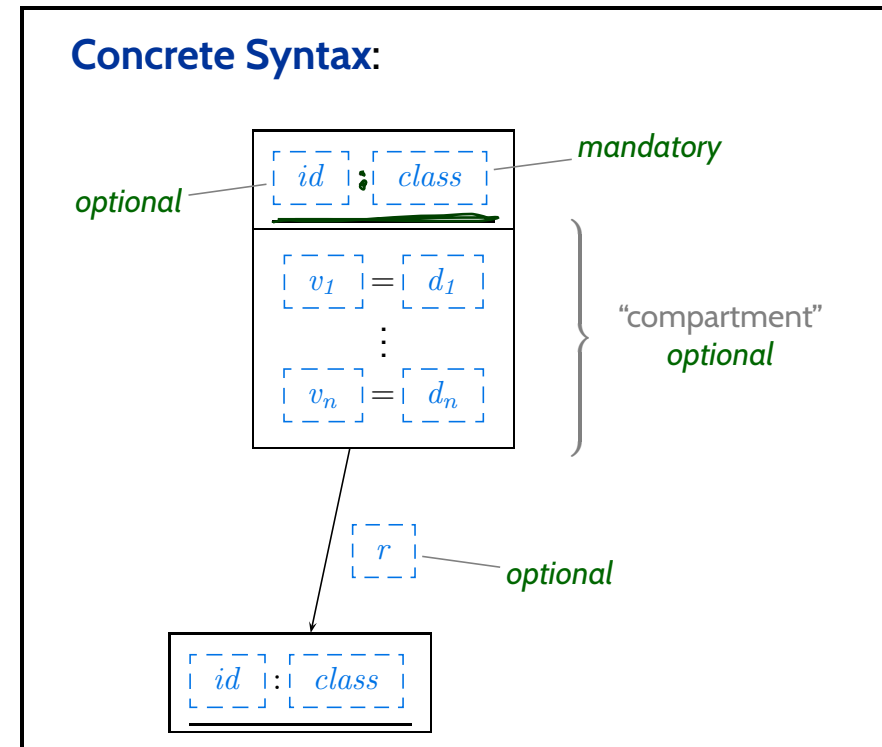 Concrete Syntax:
mandatory
id : class
optional
v1 = d1
“compartment”
⋮
optional
vn = dn
r
optional
id : class